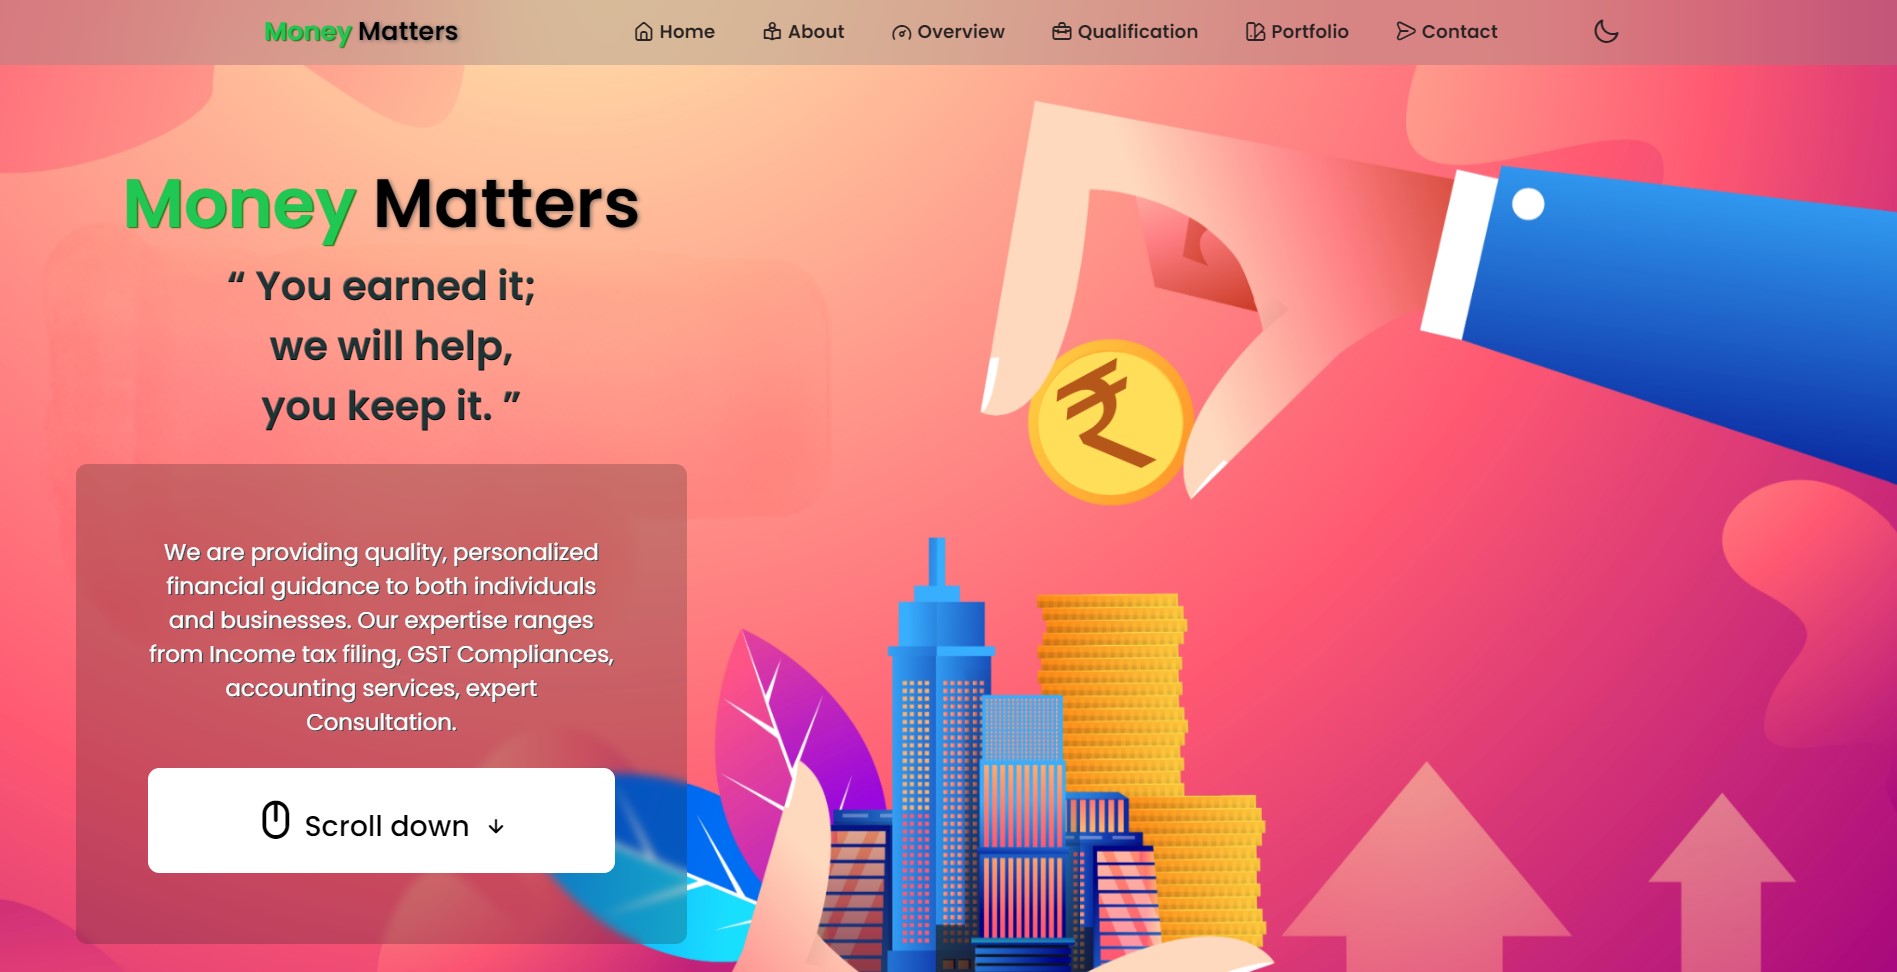 Money Matters
Home
About
Overview
Qualification
Portfolio
Contact
Money Matters
“ You earned it;
we will help,
you keep it. ”
₹
We are providing quality, personalized
financial guidance to both individuals
and businesses. Our expertise ranges
from Income tax filing, GST Compliances,
accounting services, expert
Consultation.
Scroll down